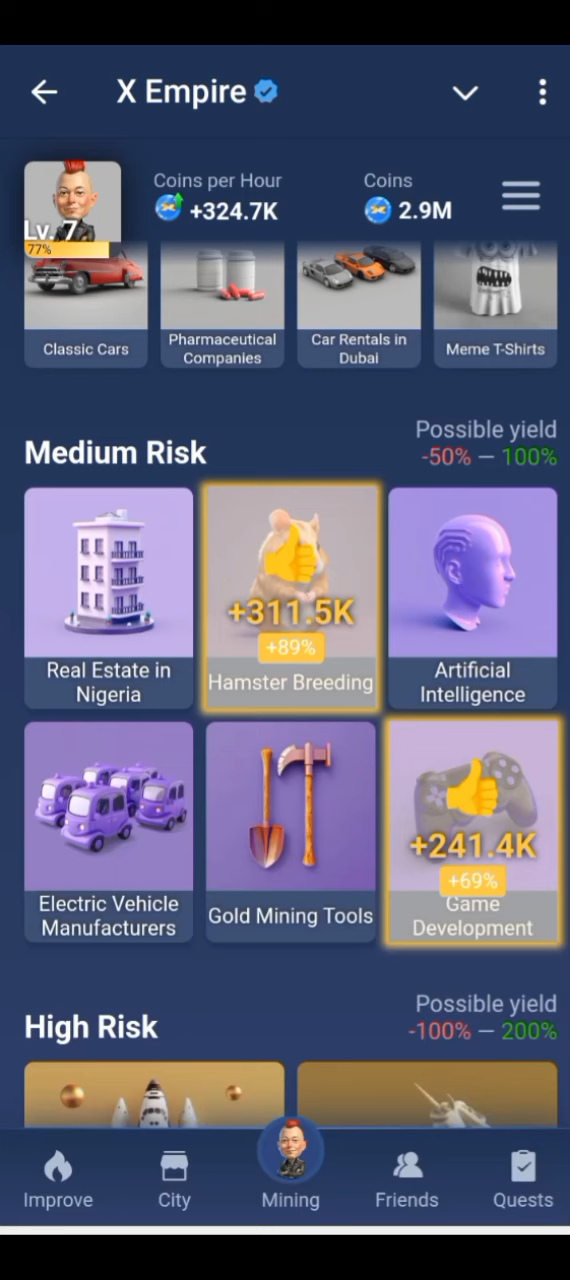 X Empire
Coins per Hour
+324.7K
Coins
2.9M
Lv. 7
77%
Classic Cars
Pharmaceutical
Companies
Car Rentals in
Dubai
Meme T-Shirts
Medium Risk
Possible yield
-50% — 100%
Real Estate in
Nigeria
+311.5K
+89%
Hamster Breeding
Artificial
Intelligence
Electric Vehicle
Manufacturers
Gold Mining Tools
+241.4K
+69%
Game
Development
High Risk
Possible yield
-100% — 200%
Improve
City
Mining
Friends
Quests